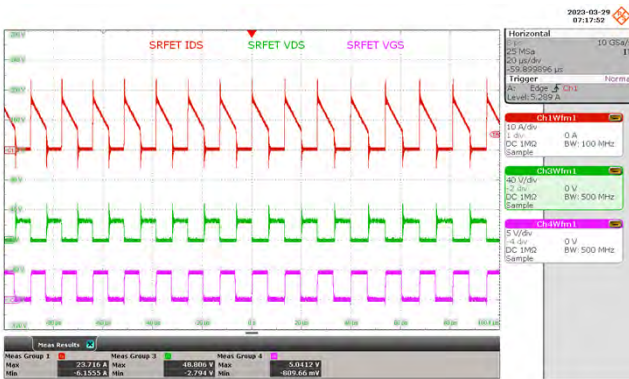 2023-03-29
07:17:52
Horizontal
10 GSa/
25 MSa
20 µs/div
-59.899896 µs
Trigger
Norma
A: Edge Ch1
Level: 5.289 A
SRFET IDS SRFET VDS SRFET VGS
Ch1Wfm1
10 A/div
1 div 0 A
DC 1MΩ BW: 100 MHz
Sample
Ch3Wfm1
40 V/div
-2 div 0 V
DC 1MΩ BW: 500 MHz
Sample
Ch4Wfm1
5 V/div
-4 div 0 V
DC 1MΩ BW: 500 MHz
Sample
Meas Results
Meas Group 1 Meas Group 3 Meas Group 4
Max 23.716 A Max 48.806 V Max 5.0412 V
Min -6.1555 A Min -2.794 V Min -809.66 mV